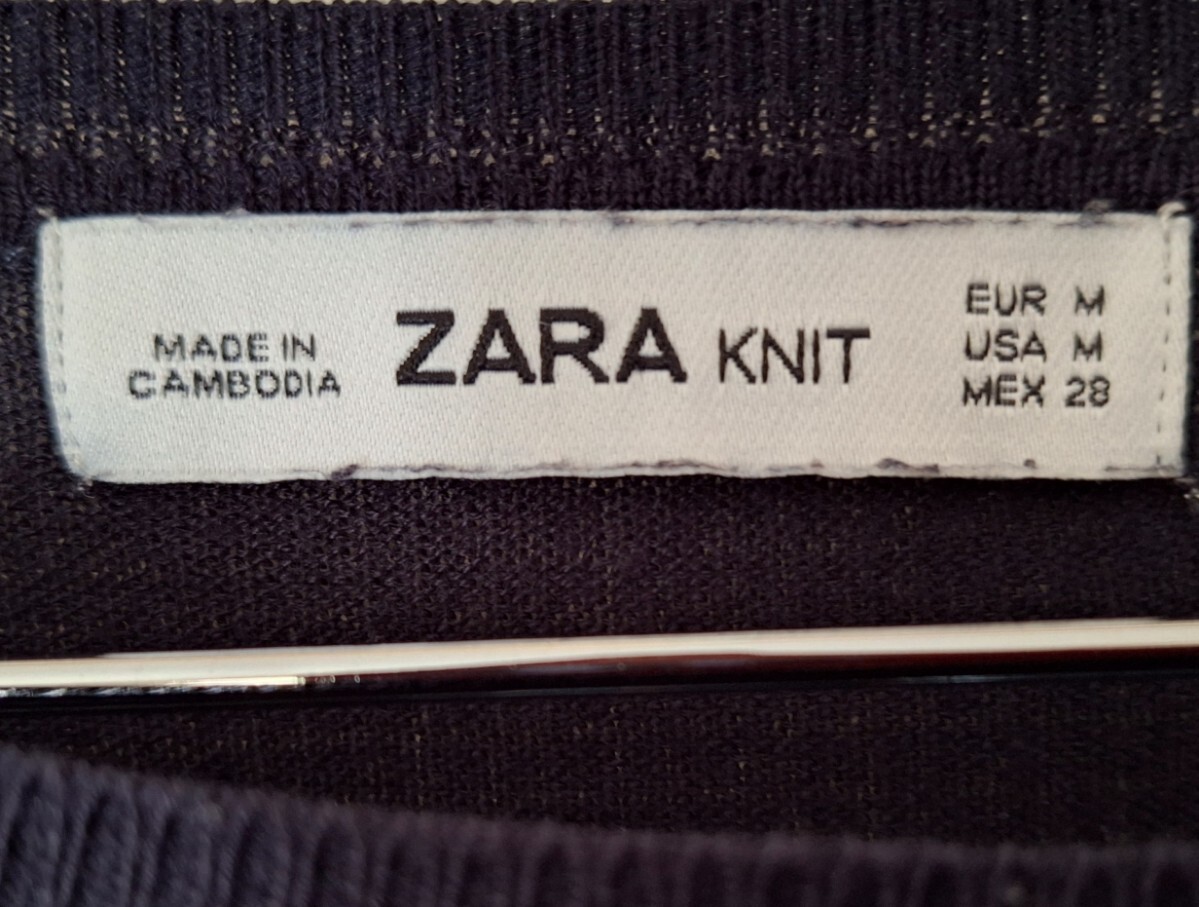 MADE IN
CAMBODIA
ZARA KNIT
EUR M
USA M
MEX 28